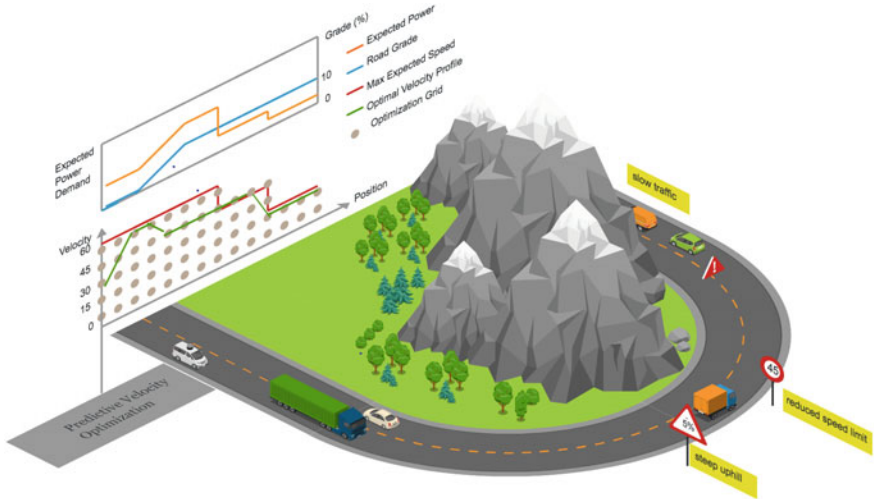 Grade (%)
10
0
Expected Power
Road Grade
Max Expected Speed
Optimal Velocity Profile
Optimization Grid
Expected
Power
Demand
Position
Velocity
60
45
30
15
0
Predictive Velocity
Optimization
slow traffic
!
45
reduced speed limit
5%
steep uphill